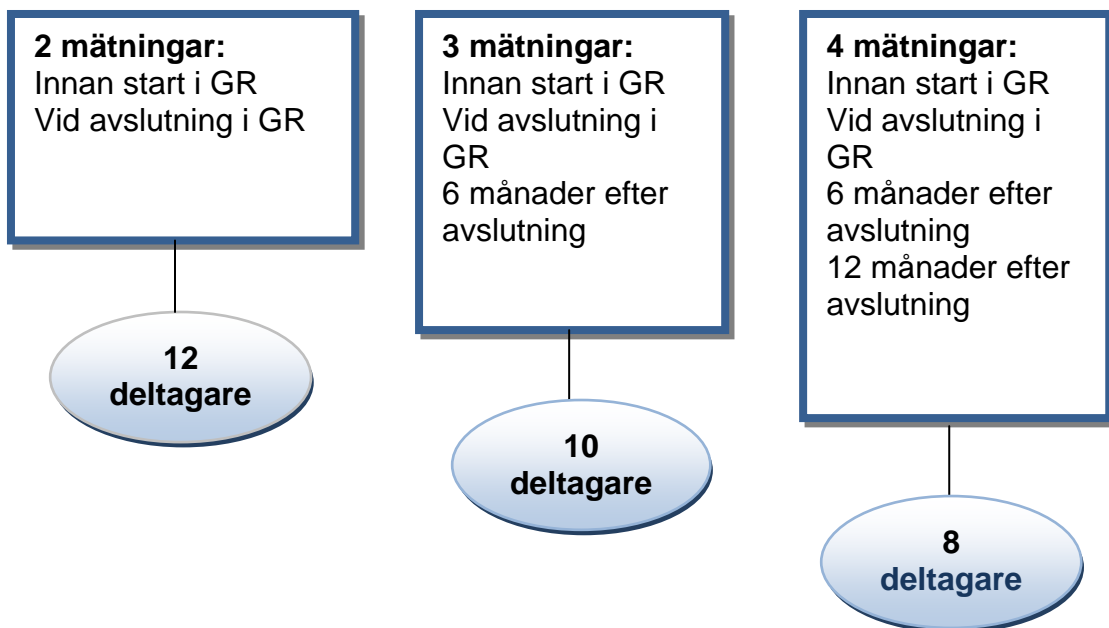 2 mätningar:
Innan start i GR
Vid avslutning i GR
12
deltagare
3 mätningar:
Innan start i GR
Vid avslutning i
GR
6 månader efter
avslutning
10
deltagare
4 mätningar:
Innan start i GR
Vid avslutning i
GR
6 månader efter
avslutning
12 månader efter
avslutning
8
deltagare